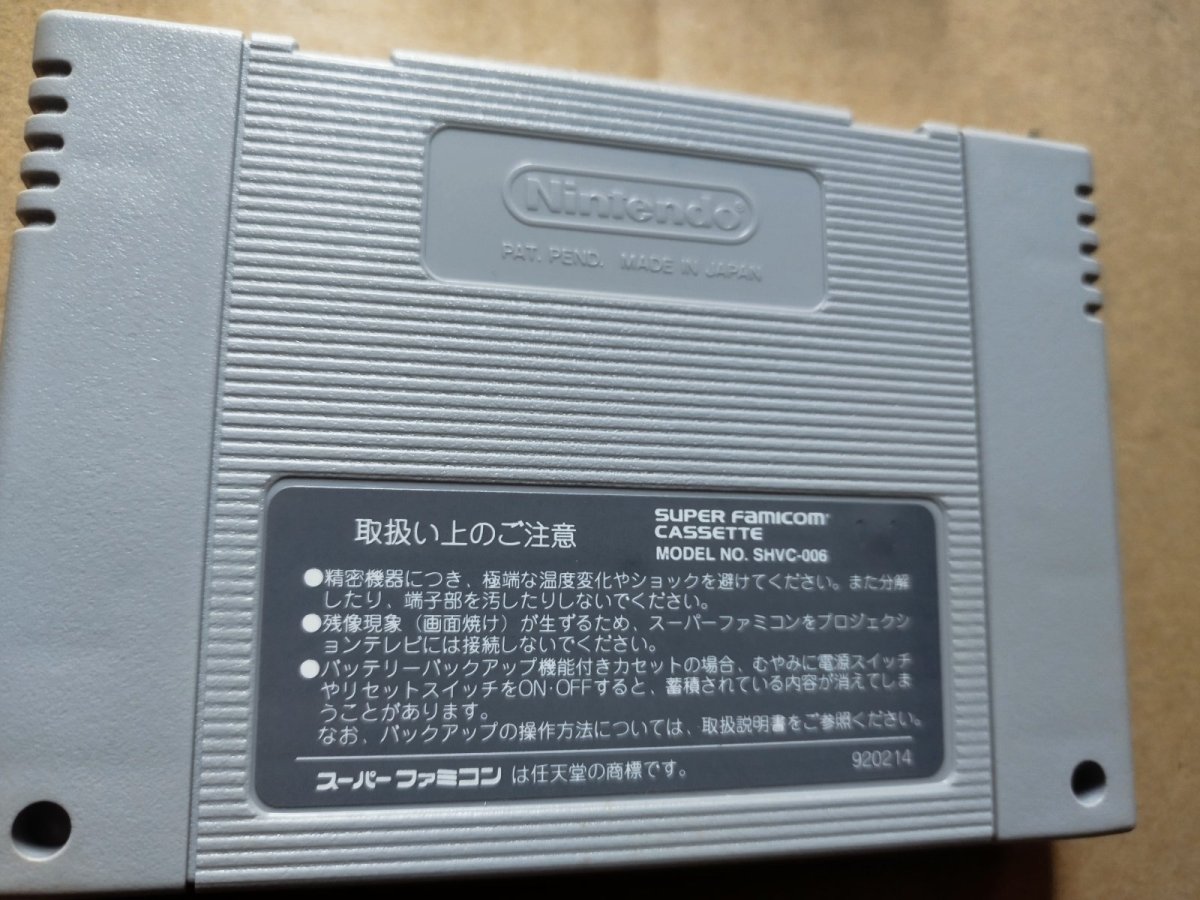 Nintendo®
PAT. PEND. MADE IN JAPAN
取扱い上のご注意
SUPER FAMICOM™
CASSETTE
MODEL NO. SHVC-006
●精密機器につき、極端な温度変化やショックを避けてください。また分解
したり、端子部を汚したりしないでください。
●残像現象（画面焼け）が生ずるため、スーパーファミコンをプロジェクシ
ョンテレビには接続しないでください。
●バッテリーバックアップ機能付きカセットの場合、むやみに電源スイッチ
やリセットスイッチをON·OFFすると、蓄積されている内容が消えてしま
うことがあります。
なお、バックアップの操作方法については、取扱説明書をご参照ください。
920214
スーパーファミコン は任天堂の商標です。